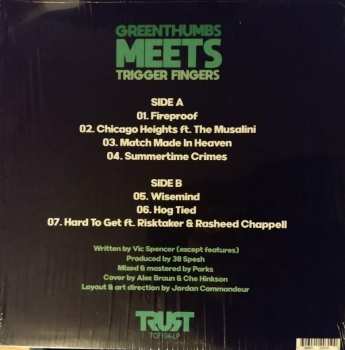 GREENTHUMBS
MEETS
TRIGGER FINGERS
SIDE A
01. Fireproof
02. Chicago Heights ft. The Musalini
03. Match Made In Heaven
04. Summertime Crimes
SIDE B
05. Wisemind
06. Hog Tied
07. Hard To Get ft. Risktaker & Rasheed Chappell
Written by Vic Spencer (except features)
Produced by 38 Spesh
Mixed & mastered by Parks
Cover by Alex Braun & Che Hinkson
Layout & art direction by Jordan Commandeur
TRUST